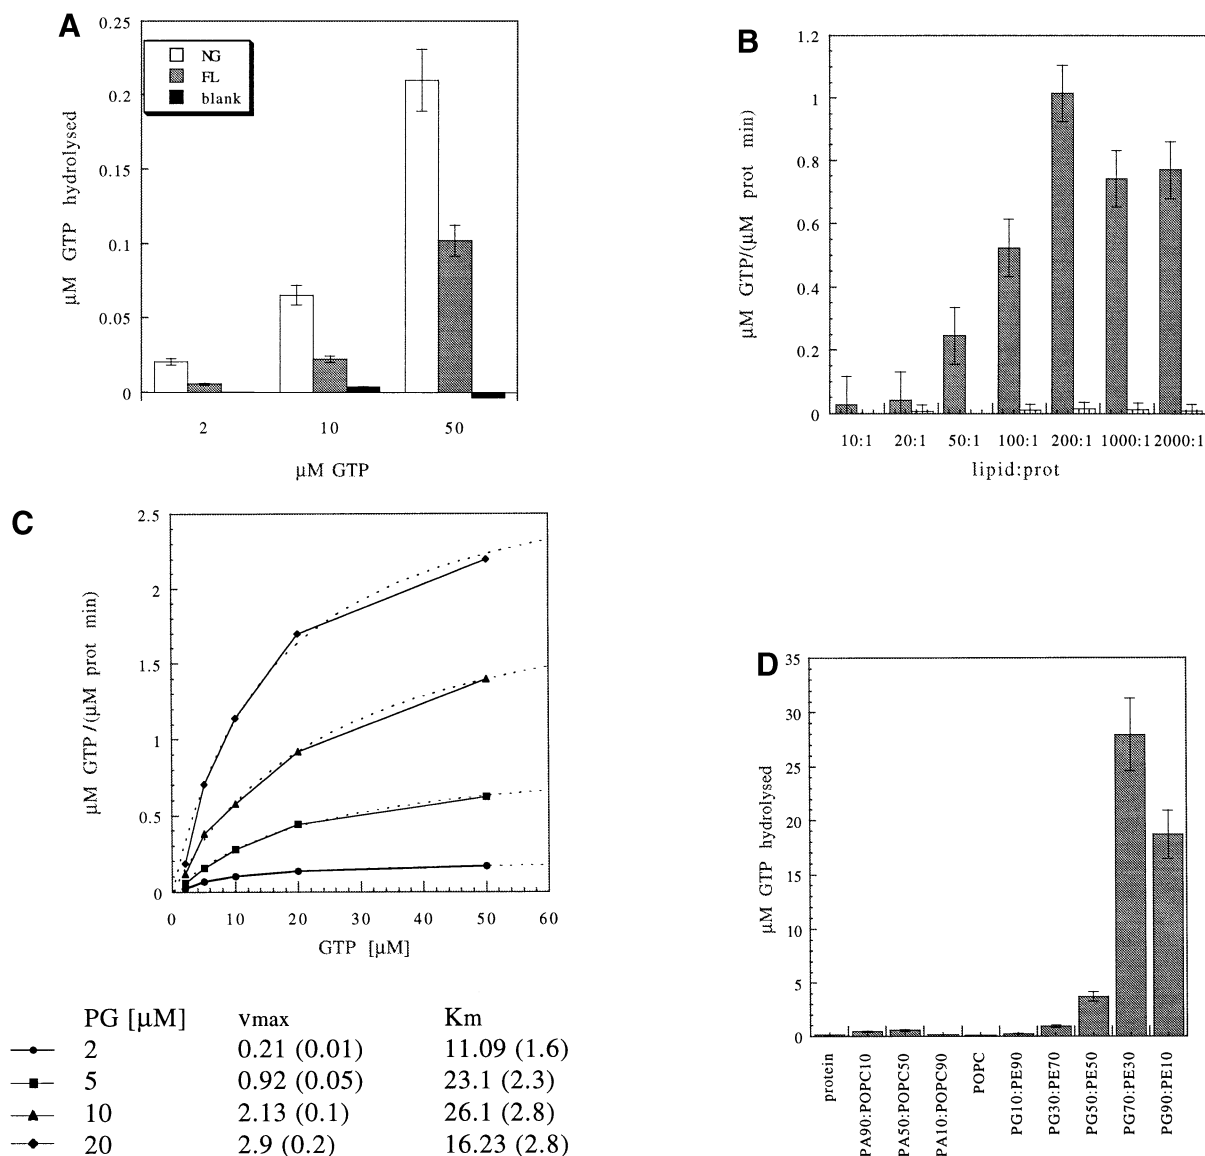 A
0.25
0.2
0.15
0.1
0.05
0
NG
FL
blank
μM GTP hydrolysed
2 10 50
μM GTP
B
1.2
1
0.8
0.6
0.4
0.2
0
μM GTP/(μM prot min)
10:1 20:1 50:1 100:1 200:1 1000:1 2000:1
lipid:prot
C
2.5
2
1.5
1
0.5
0
μM GTP/(μM prot min)
0 10 20 30 40 50 60
GTP [μM]
PG [μM] vmax Km
2 0.21 (0.01) 11.09 (1.6)
5 0.92 (0.05) 23.1 (2.3)
10 2.13 (0.1) 26.1 (2.8)
20 2.9 (0.2) 16.23 (2.8)
D
35
30
25
20
15
10
5
0
μM GTP hydrolysed
protein
PA90:POPC10
PA50:POPC50
PA10:POPC90
POPC
PG10:PE90
PG30:PE70
PG50:PE50
PG70:PE30
PG90:PE10